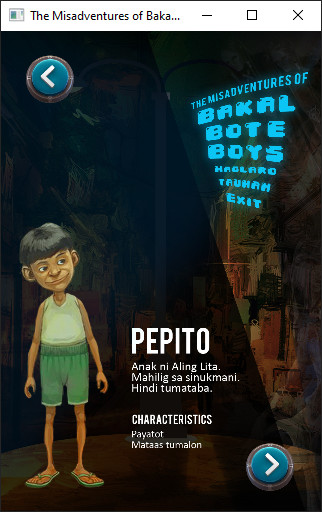 The Misadventures of Baka...
THE MISADVENTURES OF
BAKAL
BOTE
BOYS
MAGLARO
TAUHAN
EXIT
PEPITO
Anak ni Aling Lita.
Mahilig sa sinukmani.
Hindi tumataba.
CHARACTERISTICS
Payatot
Mataas tumalon